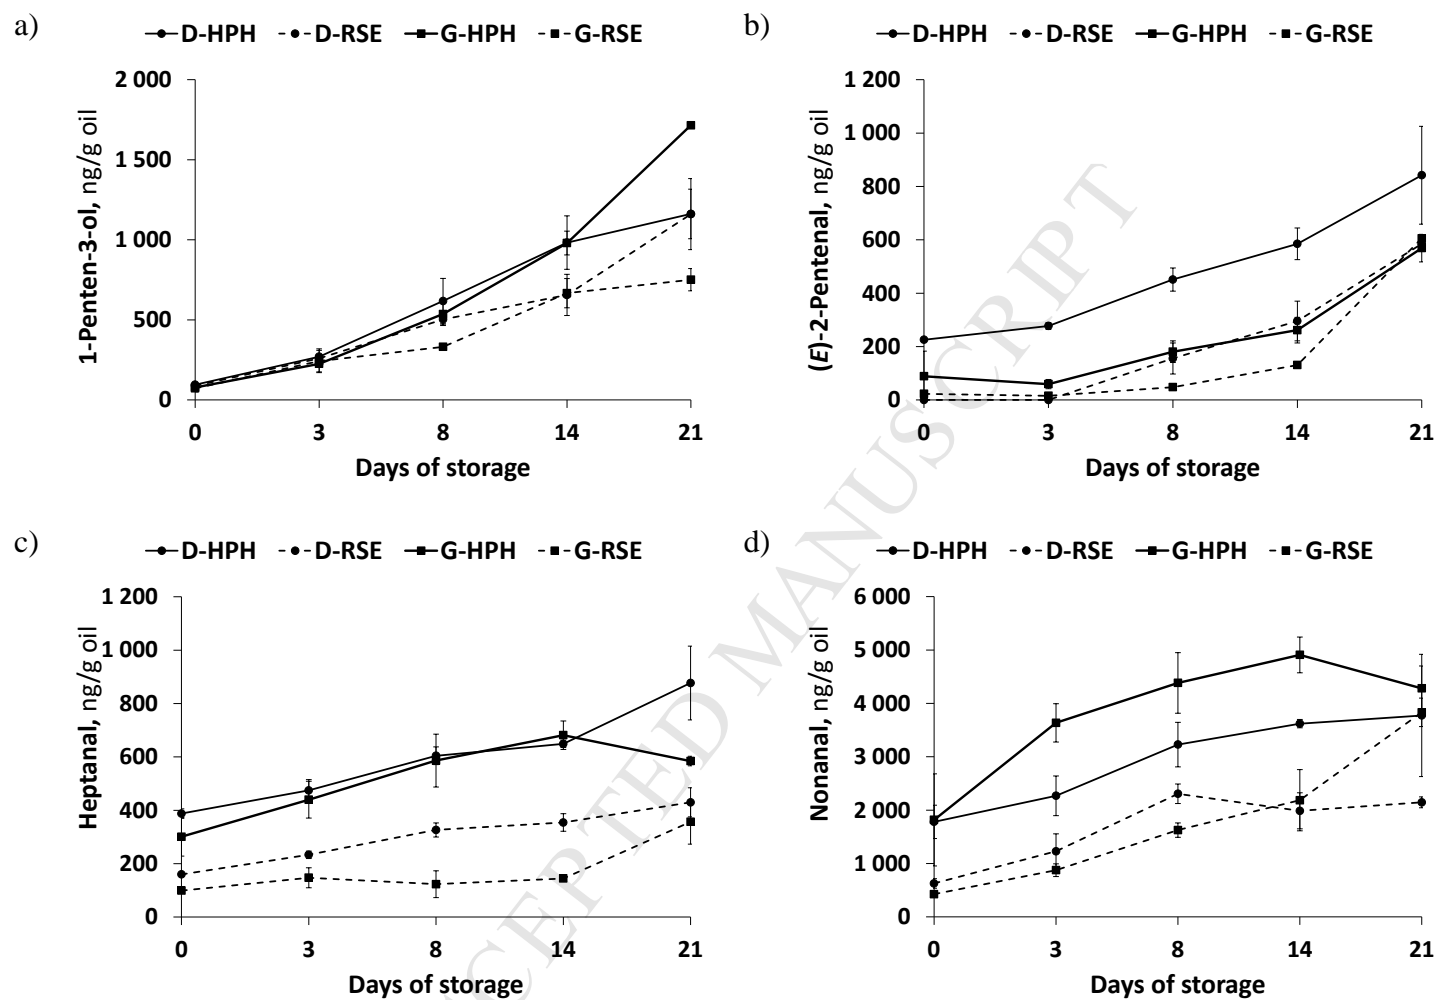 a)
D-HPH D-RSE G-HPH G-RSE
1-Penten-3-ol, ng/g oil
2 000
1 500
1 000
500
0
0 3 8 14 21
Days of storage
b)
D-HPH D-RSE G-HPH G-RSE
(E)-2-Pentenal, ng/g oil
1 200
1 000
800
600
400
200
0
0 3 8 14 21
Days of storage
c)
D-HPH D-RSE G-HPH G-RSE
Heptanal, ng/g oil
1 200
1 000
800
600
400
200
0
0 3 8 14 21
Days of storage
d)
D-HPH D-RSE G-HPH G-RSE
Nonanal, ng/g oil
6 000
5 000
4 000
3 000
2 000
1 000
0
0 3 8 14 21
Days of storage
CEPTED MANUSCRIPT